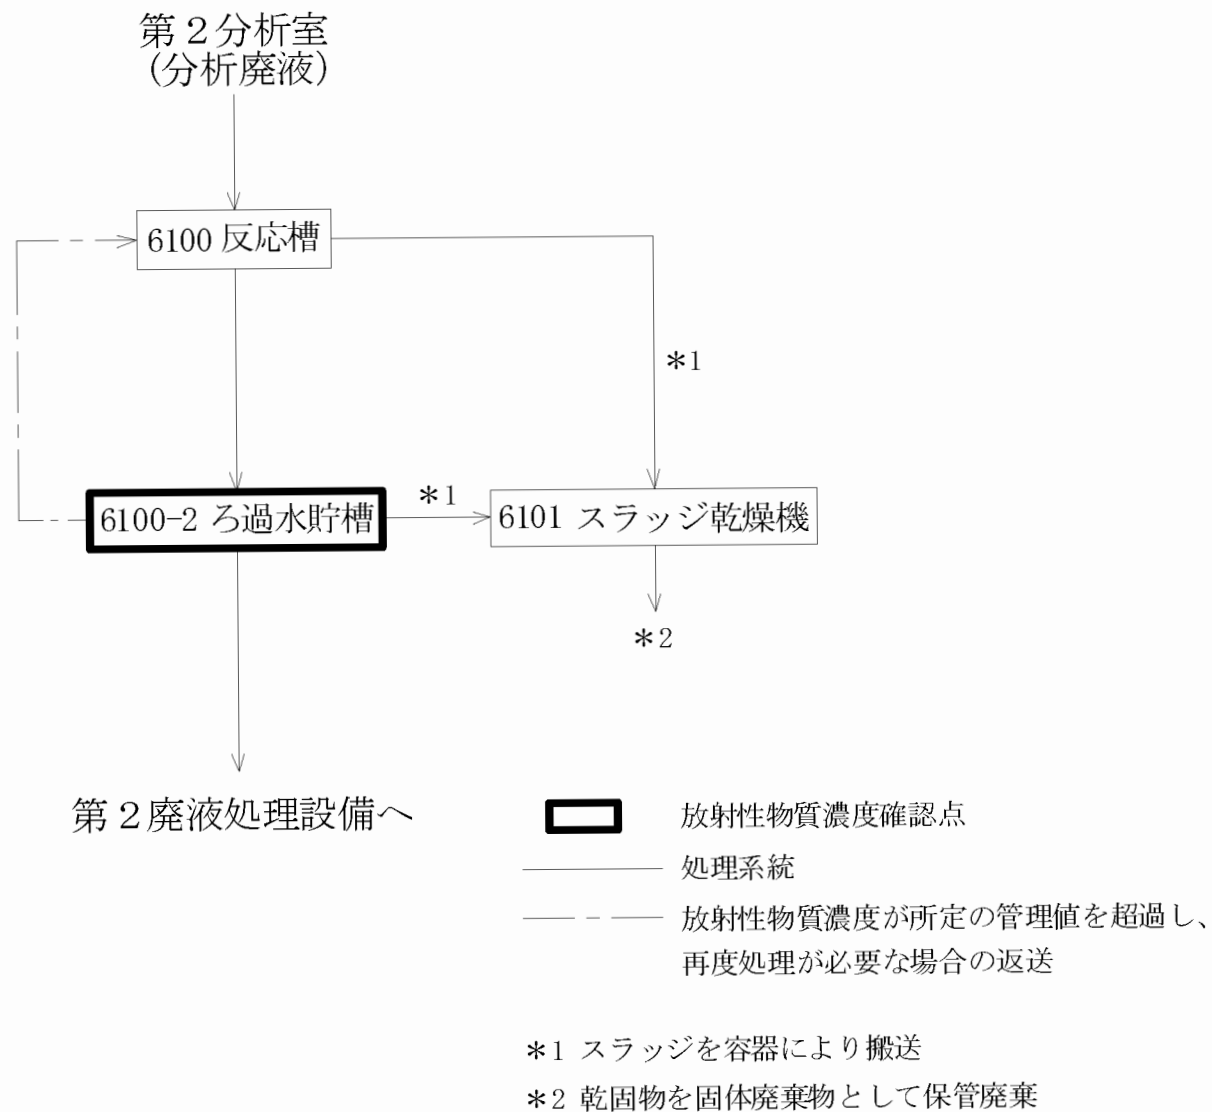 第２分析室
(分析廃液)
6100 反応槽
＊1
6100-2 ろ過水貯槽
＊1
6101 スラッジ乾燥機
＊2
第２廃液処理設備へ
放射性物質濃度確認点
処理系統
放射性物質濃度が所定の管理値を超過し、
再度処理が必要な場合の返送
＊1 スラッジを容器により搬送
＊2 乾固物を固体廃棄物として保管廃棄